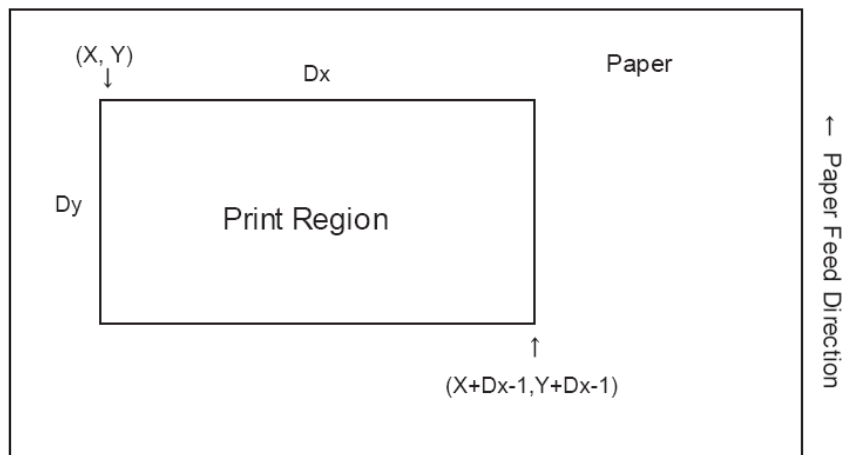 (X, Y)
↓
Dx
Paper
Dy
Print Region
↑
(X+Dx-1,Y+Dx-1)
↑ Paper Feed Direction